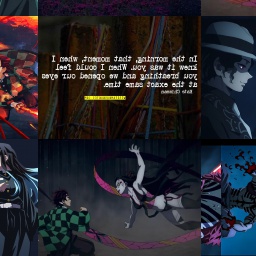 In the morning, that moment, when I
knew it was you. When I could feel
you breathing and we opened our eyes
at the exact same time.